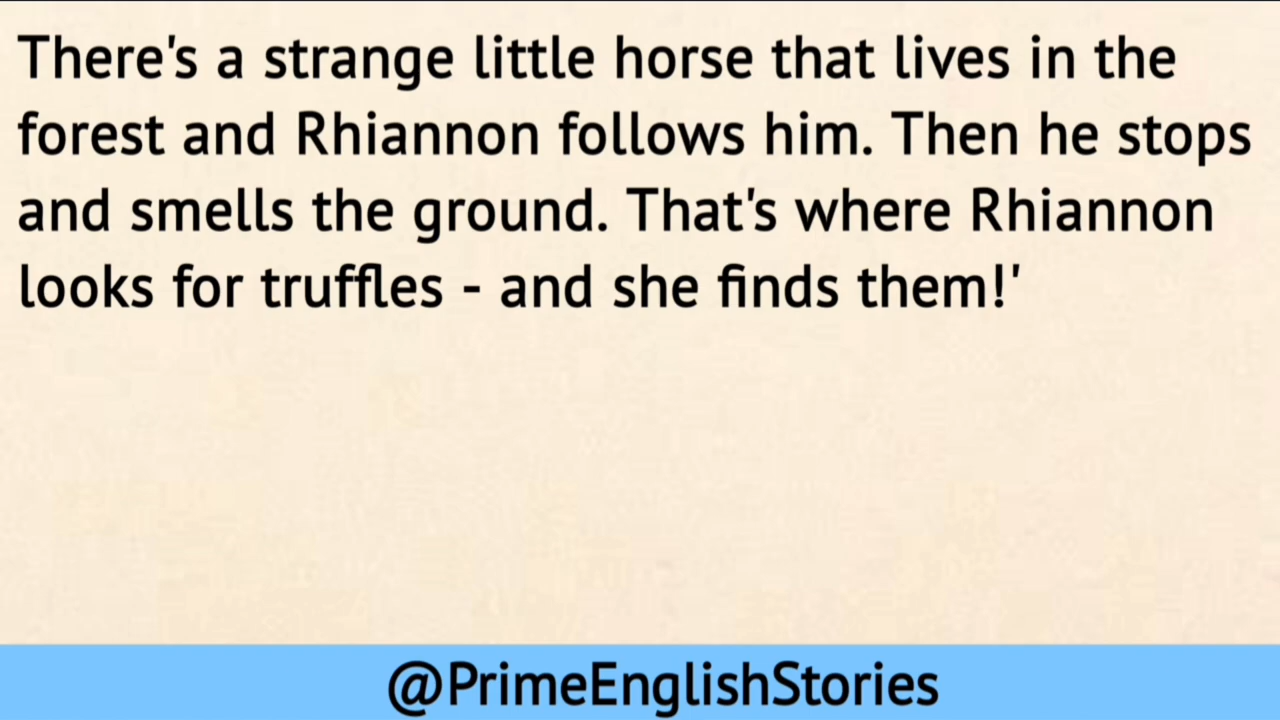 There's a strange little horse that lives in the
forest and Rhiannon follows him. Then he stops
and smells the ground. That's where Rhiannon
looks for truffles - and she finds them!'
@PrimeEnglishStories